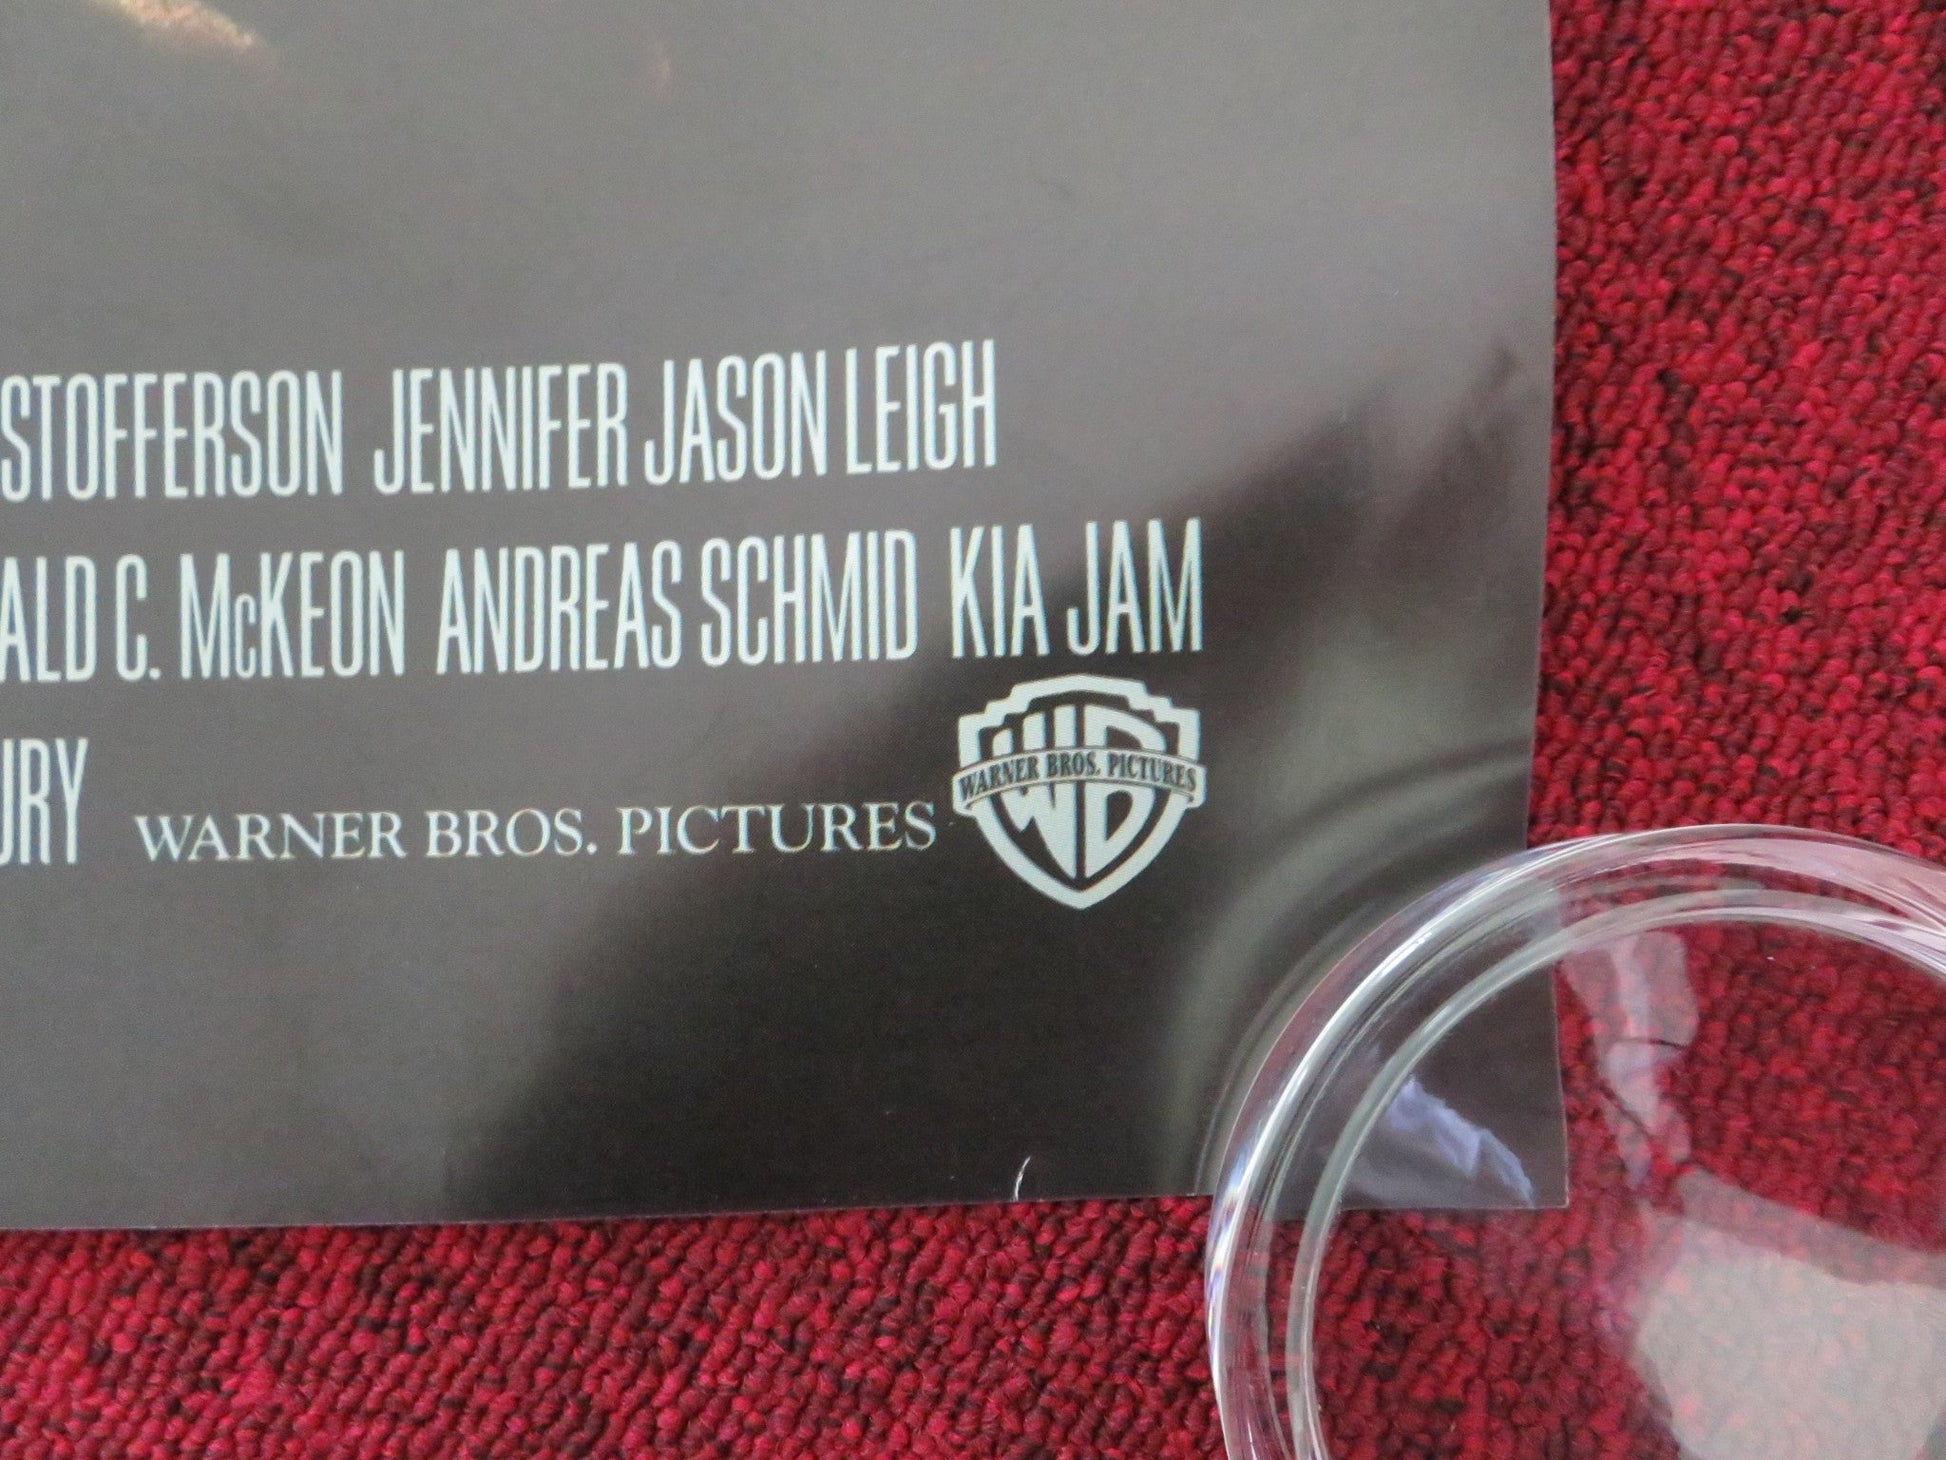 STOFFERSON JENNIFER JASON LEIGH
ALD C. McKEON ANDREAS SCHMID KIA JAM
URY WARNER BROS. PICTURES
WB
WARNER BROS. PICTURES